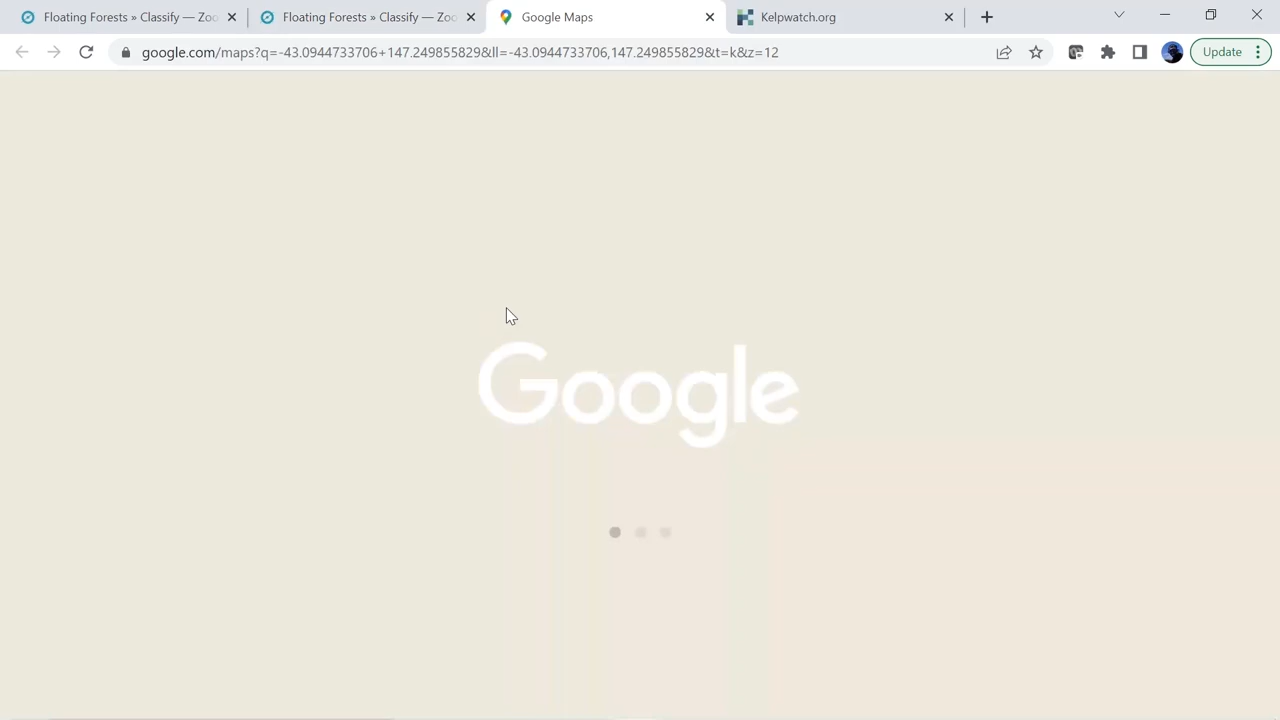 Floating Forests » Classify — Zoo
Floating Forests » Classify — Zoo
Google Maps
Kelpwatch.org
google.com/maps?q=-43.0944733706+147.249855829&ll=-43.0944733706,147.249855829&t=k&z=12
Update
Google